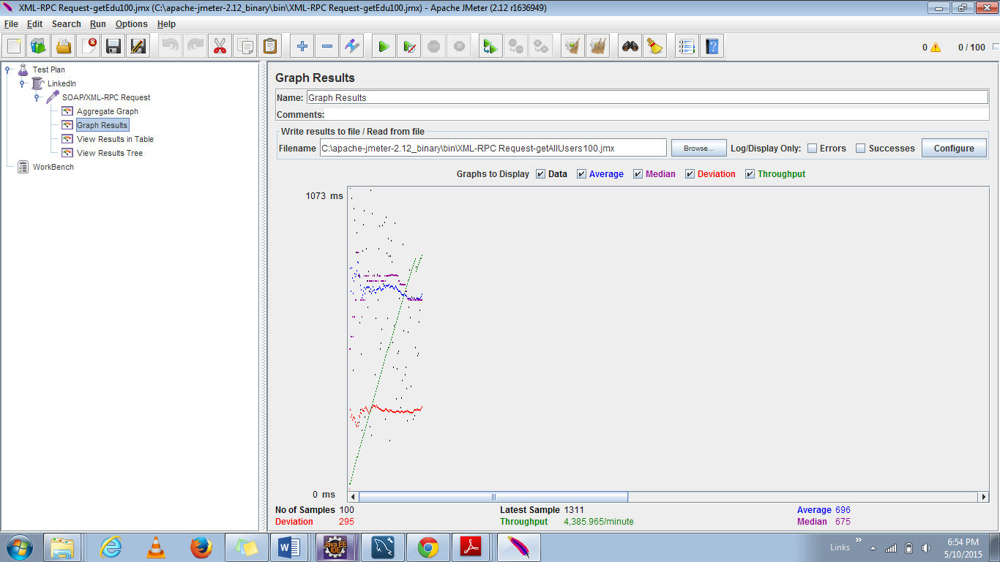 XML-RPC Request-getEdu100.jmx (C:\apache-jmeter-2.12_binary\bin\XML-RPC Request-getEdu100.jmx) - Apache JMeter (2.12 r1636949)
File Edit Search Run Options Help
0 0 / 100
Test Plan
LinkedIn
SOAP/XML-RPC Request
Aggregate Graph
Graph Results
View Results in Table
View Results Tree
WorkBench
Graph Results
Name: Graph Results
Comments:
Write results to file / Read from file
Filename C:\apache-jmeter-2.12_binary\bin\XML-RPC Request-getAllUsers100.jmx Browse... Log/Display Only: Errors Successes Configure
Graphs to Display Data Average Median Deviation Throughput
1073 ms
0 ms
No of Samples 100 Latest Sample 1311 Average 696
Deviation 295 Throughput 4,385.965/minute Median 675
Java EE
IDE
Links
6:54 PM
5/10/2015